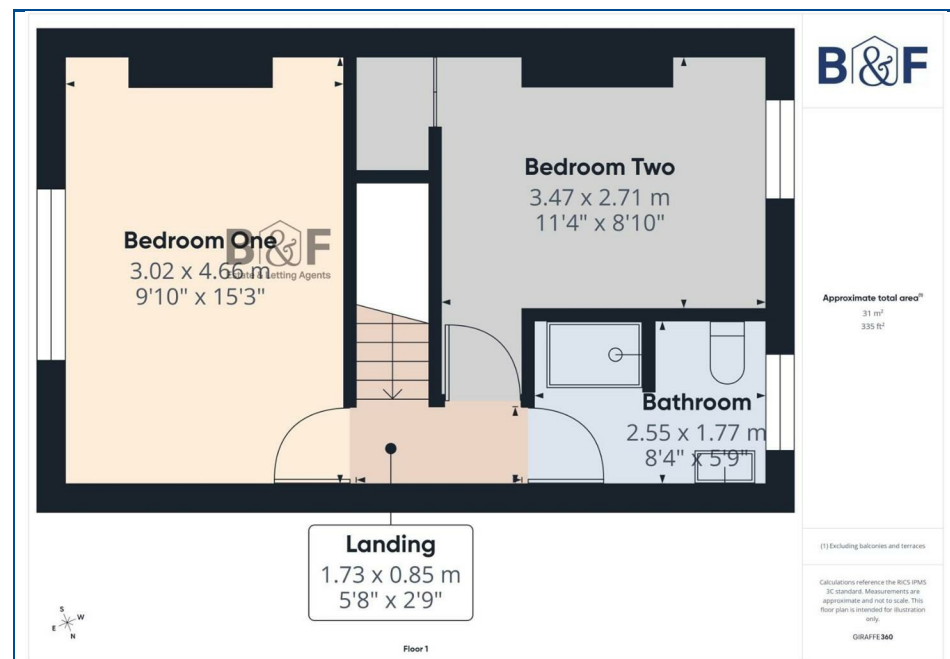 B&F
Bedroom Two
3.47 x 2.71 m
11'4" x 8'10"
Bedroom One
3.02 x 4.66 m
9'10" x 15'3"
B&F
Estate & Letting Agents
Approximate total area(1)
31 m²
335 ft²
Bathroom
2.55 x 1.77 m
8'4" x 5'9"
Landing
1.73 x 0.85 m
5'8" x 2'9"
(1) Excluding balconies and terraces
Calculations reference the RICS IPMS
3C standard. Measurements are
approximate and not to scale. This
floor plan is intended for illustration
only.
GIRAFFE360
S
W
E
N
Floor 1